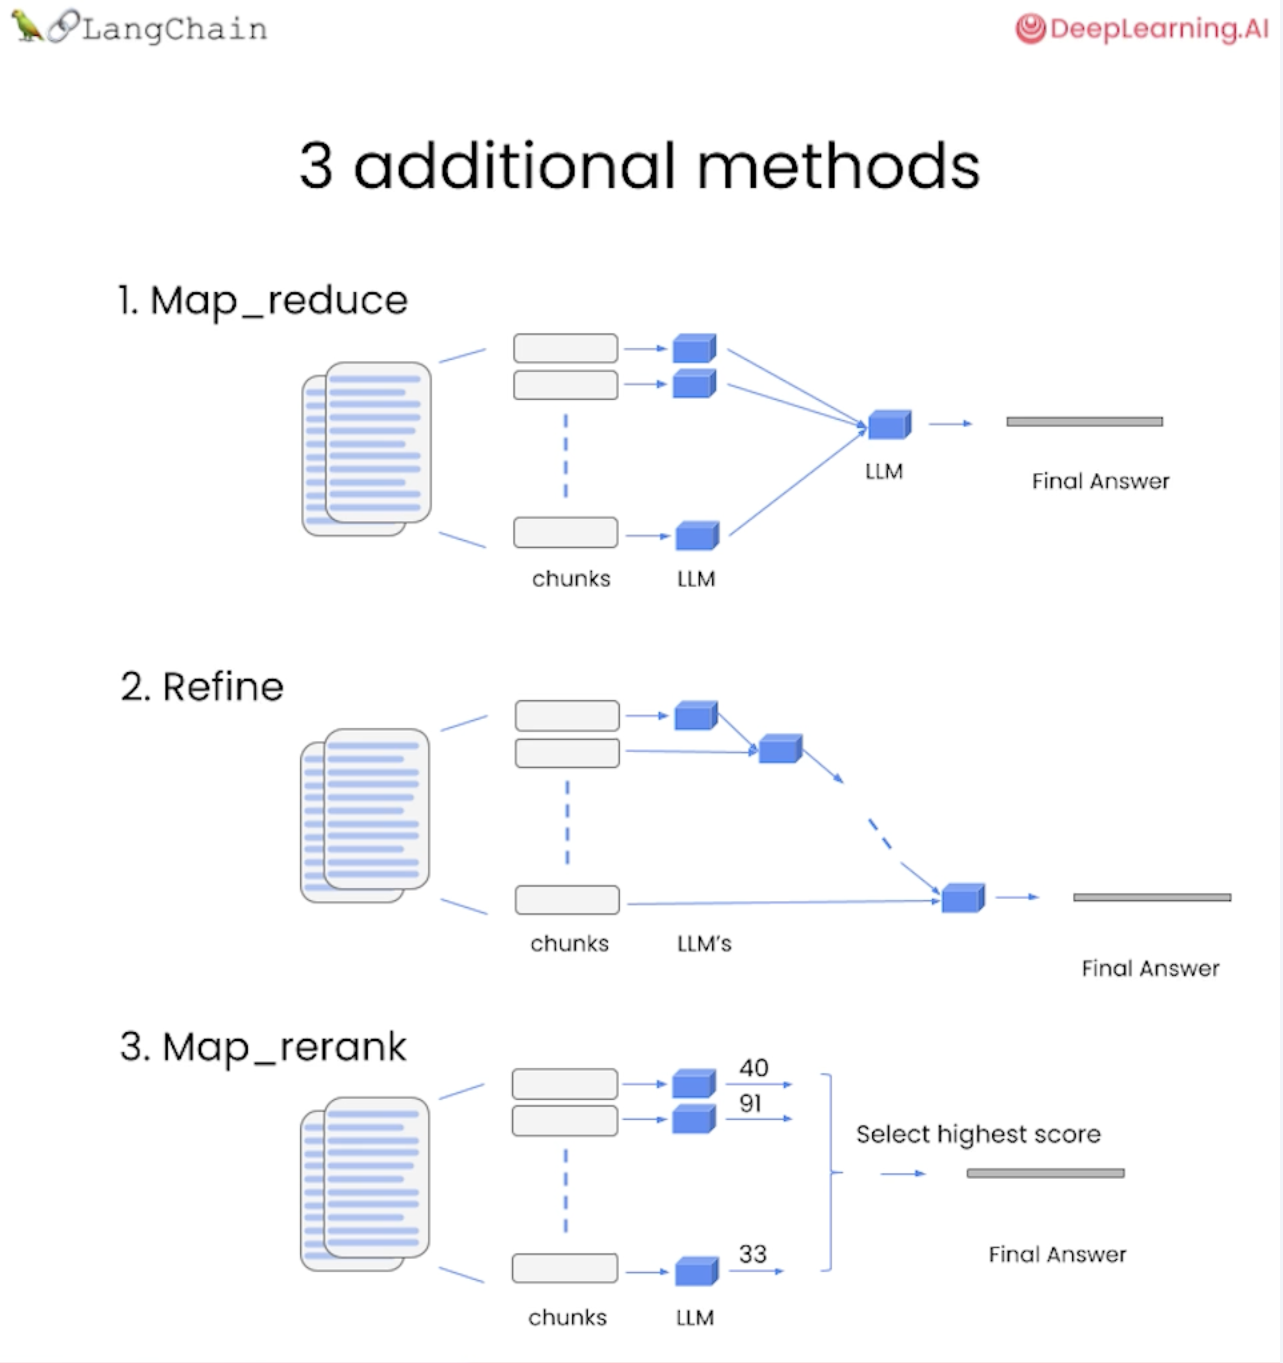 LangChain
DeepLearning.AI
3 additional methods
1. Map_reduce
LLM
Final Answer
chunks
LLM
2. Refine
chunks
LLM's
Final Answer
3. Map_rerank
40
91
Select highest score
33
Final Answer
chunks
LLM